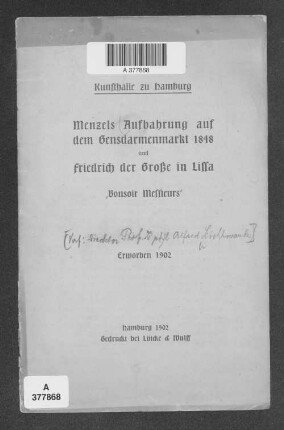 A 377868
Kunsthalle zu Hamburg
Menzels Aufbahrung auf
dem Gensdarmenmarkt 1848
und
Friedrich der Große in Lissa
„Bonsoir Messieurs“
[Verf: Direktor Prof. D. phil. Alfred Lichtwark]
Erworben 1902
Hamburg 1902
Gedruckt bei Lütcke & Wulff
A
377868